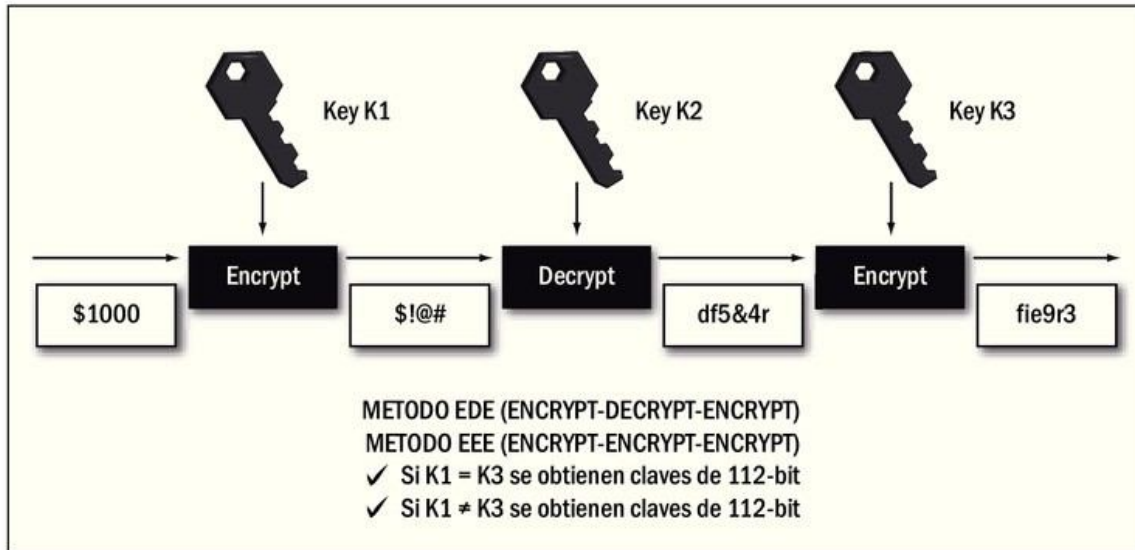 Key K1
Key K2
Key K3
Encrypt
Decrypt
Encrypt
$1000
$!@#
df5&4r
fie9r3
METODO EDE (ENCRYPT-DECRYPT-ENCRYPT)
METODO EEE (ENCRYPT-ENCRYPT-ENCRYPT)
✓ Si K1 = K3 se obtienen claves de 112-bit
✓ Si K1 ≠ K3 se obtienen claves de 112-bit